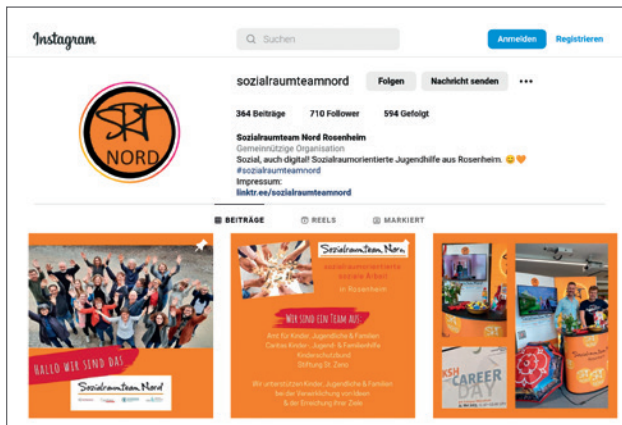 Instagram
Suchen
Anmelden
Registrieren
sozialraumteamnord
Folgen
Nachricht senden
364 Beiträge 710 Follower 594 Gefolgt
Sozialraumteam Nord Rosenheim
Gemeinnützige Organisation
Sozial, auch digital! Sozialraumorientierte Jugendhilfe aus Rosenheim. 😊🧡
#sozialraumteamnord
Impressum:
linktr.ee/sozialraumteamnord
SRT
NORD
BEITRÄGE REELS MARKIERT
HALLO WIR SIND DAS
Sozialraumteam Nord
Sozialraumteam Nord
sozialraumorientierte
soziale Arbeit
in Rosenheim
WIR SIND EIN TEAM AUS:
Amt für Kinder, Jugendliche & Familien
Caritas Kinder-, Jugend- & Familienhilfe
Kinderschutzbund
Stiftung St. Zeno
Wir unterstützen Kinder, Jugendliche & Familien
bei der Verwirklichung von Ideen
& der Erreichung ihrer Ziele
KSH
CAREER
DAY